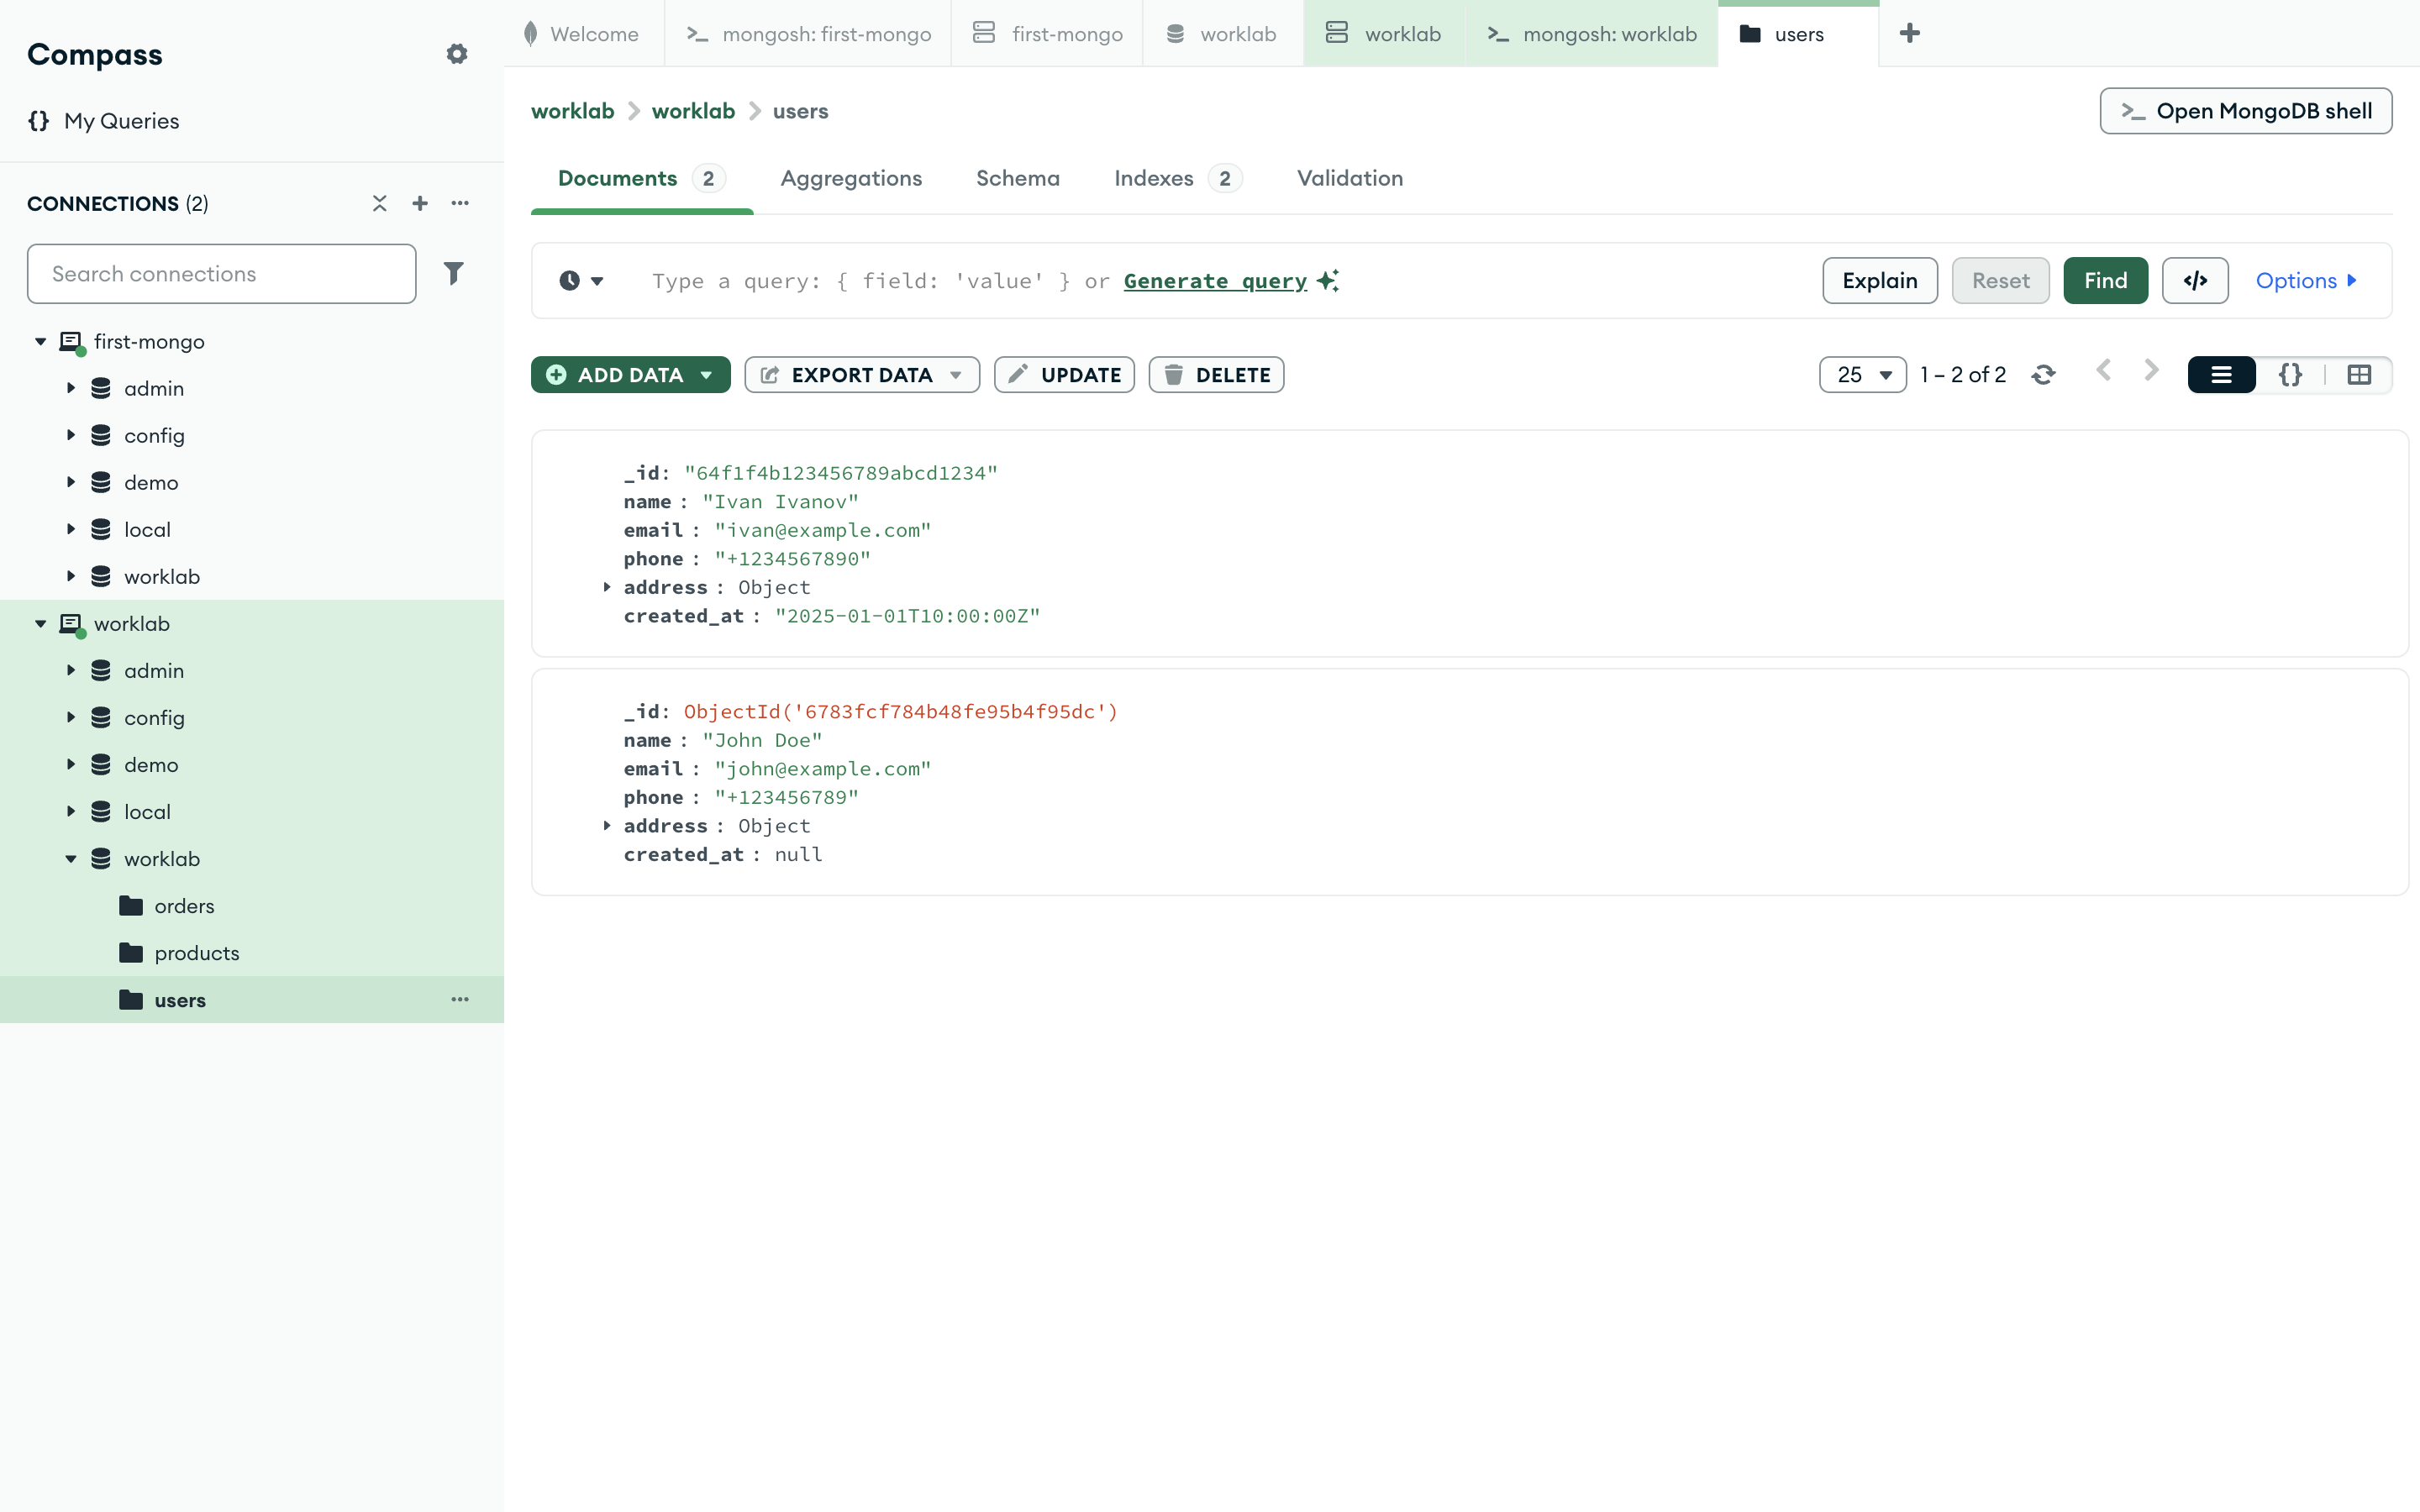 Compass
{} My Queries
CONNECTIONS (2)
Search connections
first-mongo
admin
config
demo
local
worklab
worklab
admin
config
demo
local
worklab
orders
products
users
Welcome
mongosh: first-mongo
first-mongo
worklab
worklab
mongosh: worklab
users
worklab > worklab > users
>_ Open MongoDB shell
Documents 2 Aggregations Schema Indexes 2 Validation
Type a query: { field: 'value' } or Generate query
Explain Reset Find </> Options
ADD DATA EXPORT DATA UPDATE DELETE
25 1 – 2 of 2 {}
_id: "64f1f4b123456789abcd1234"
name : "Ivan Ivanov"
email : "ivan@example.com"
phone : "+1234567890"
address : Object
created_at : "2025-01-01T10:00:00Z"
_id: ObjectId('6783fcf784b48fe95b4f95dc')
name : "John Doe"
email : "john@example.com"
phone : "+123456789"
address : Object
created_at : null